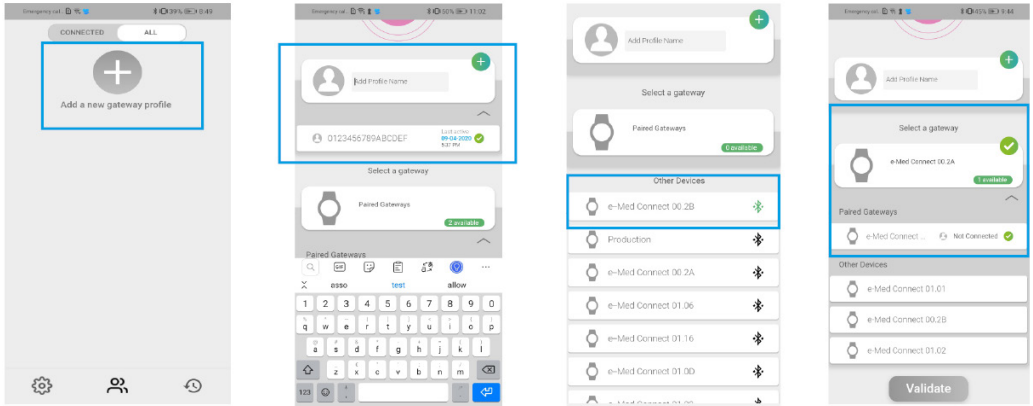 Emergency cal..
39%
8:49
CONNECTED
ALL
Add a new gateway profile
Emergency cal..
50%
11:02
Add Profile Name
0123456789ABCDEF
Last active
09-04-2020
5:37 PM
Select a gateway
Paired Gateways
2 available
Paired Gateways
GIF
esso test allow
1 2 3 4 5 6 7 8 9 0
q w e r t y u i o p
a s d f g h j k l
z x c v b n m
123
Add Profile Name
Select a gateway
Paired Gateways
0 available
Other Devices
e-Med Connect 00.2B
Production
e-Med Connect 00.2A
e-Med Connect 01.06
e-Med Connect 01.16
e-Med Connect 01.0D
Emergency cal..
45%
9:44
Add Profile Name
Select a gateway
e-Med Connect 00.2A
1 available
Paired Gateways
e-Med Connect ... Not Connected
Other Devices
e-Med Connect 01.01
e-Med Connect 00.2B
e-Med Connect 01.02
Validate